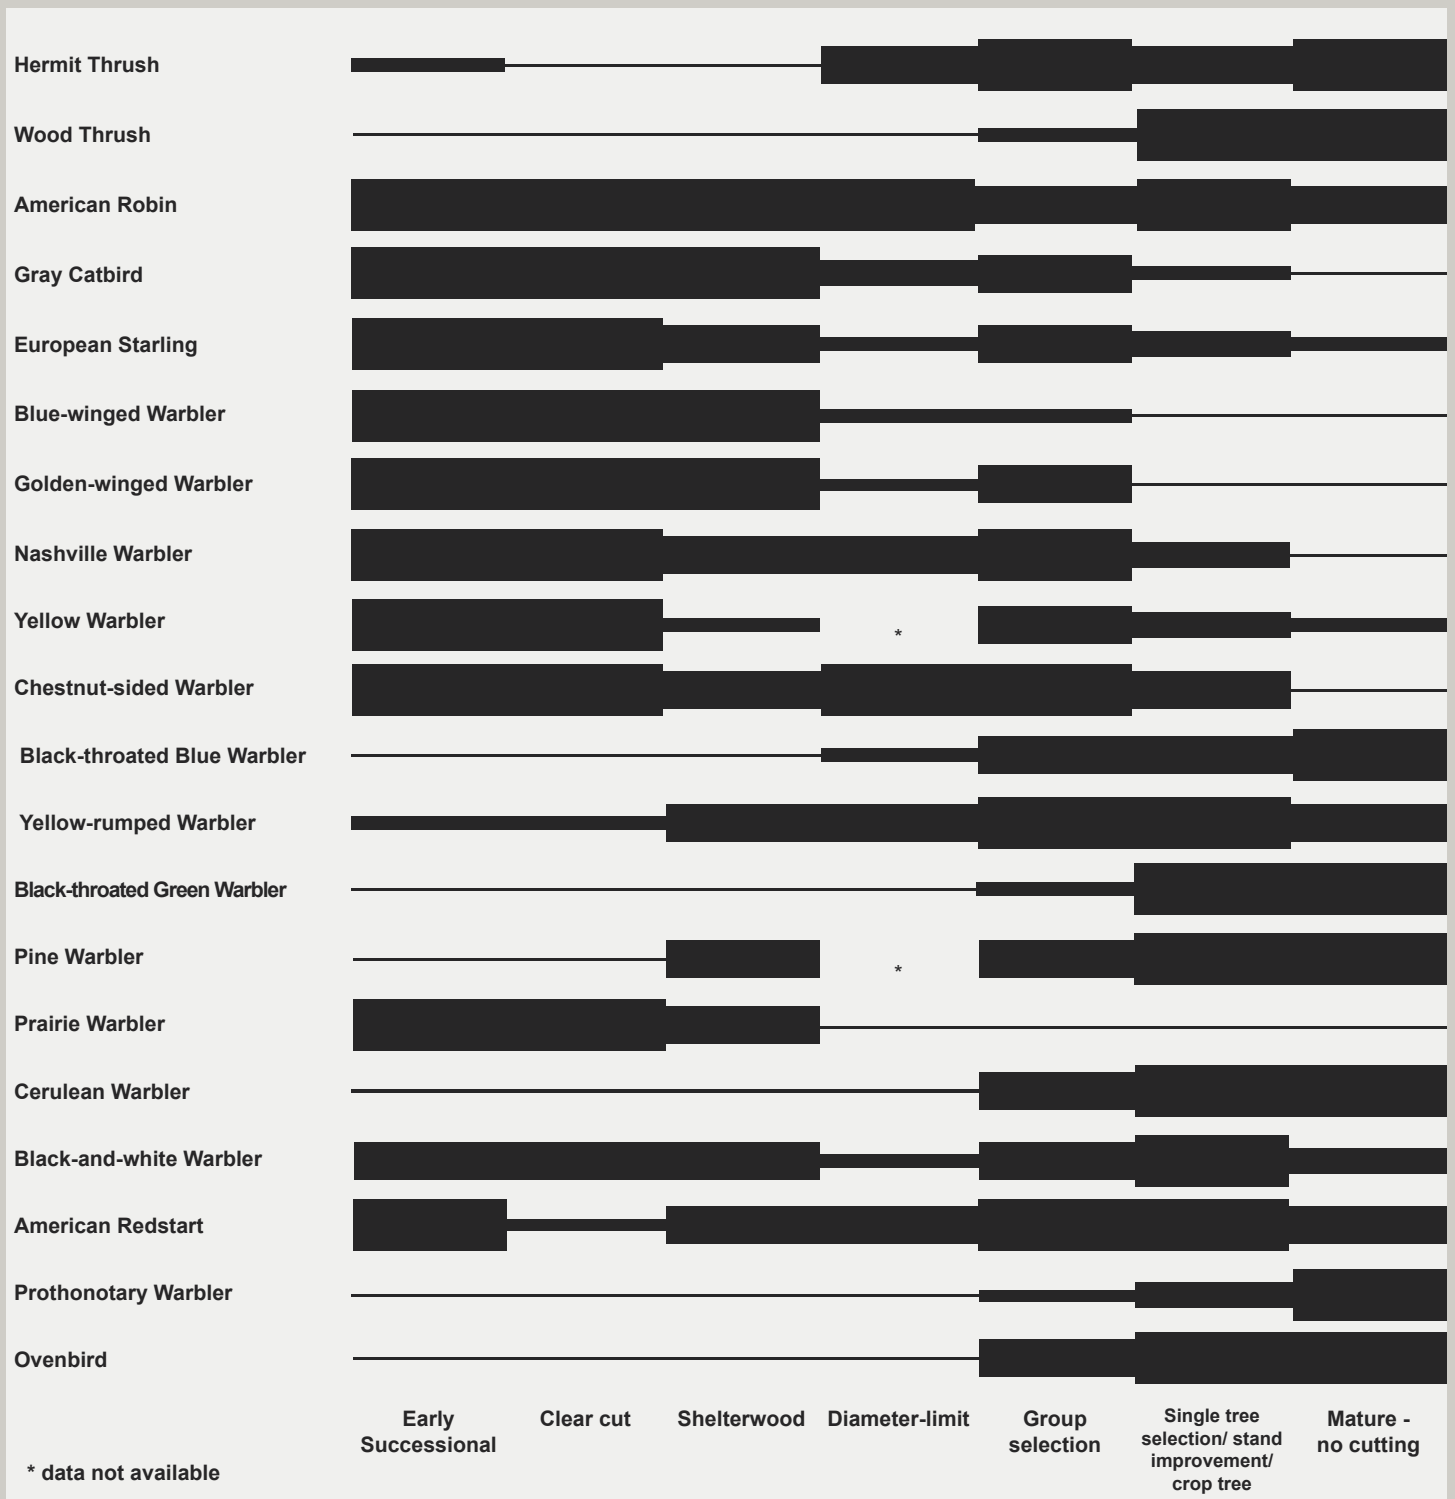 Hermit Thrush
Wood Thrush
American Robin
Gray Catbird
European Starling
Blue-winged Warbler
Golden-winged Warbler
Nashville Warbler
Yellow Warbler
*
Chestnut-sided Warbler
Black-throated Blue Warbler
Yellow-rumped Warbler
Black-throated Green Warbler
Pine Warbler
*
Prairie Warbler
Cerulean Warbler
Black-and-white Warbler
American Redstart
Prothonotary Warbler
Ovenbird
Early
Successional
Clear cut
Shelterwood
Diameter-limit
Group
selection
Single tree
selection/ stand
improvement/
crop tree
Mature -
no cutting
* data not available